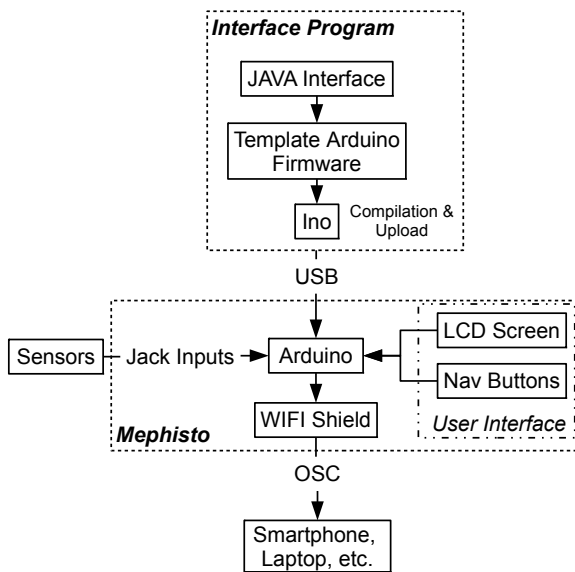 Interface Program
JAVA Interface
Template Arduino
Firmware
Ino
Compilation &
Upload
USB
Sensors
Jack Inputs
Arduino
LCD Screen
Nav Buttons
User Interface
WIFI Shield
Mephisto
OSC
Smartphone,
Laptop, etc.